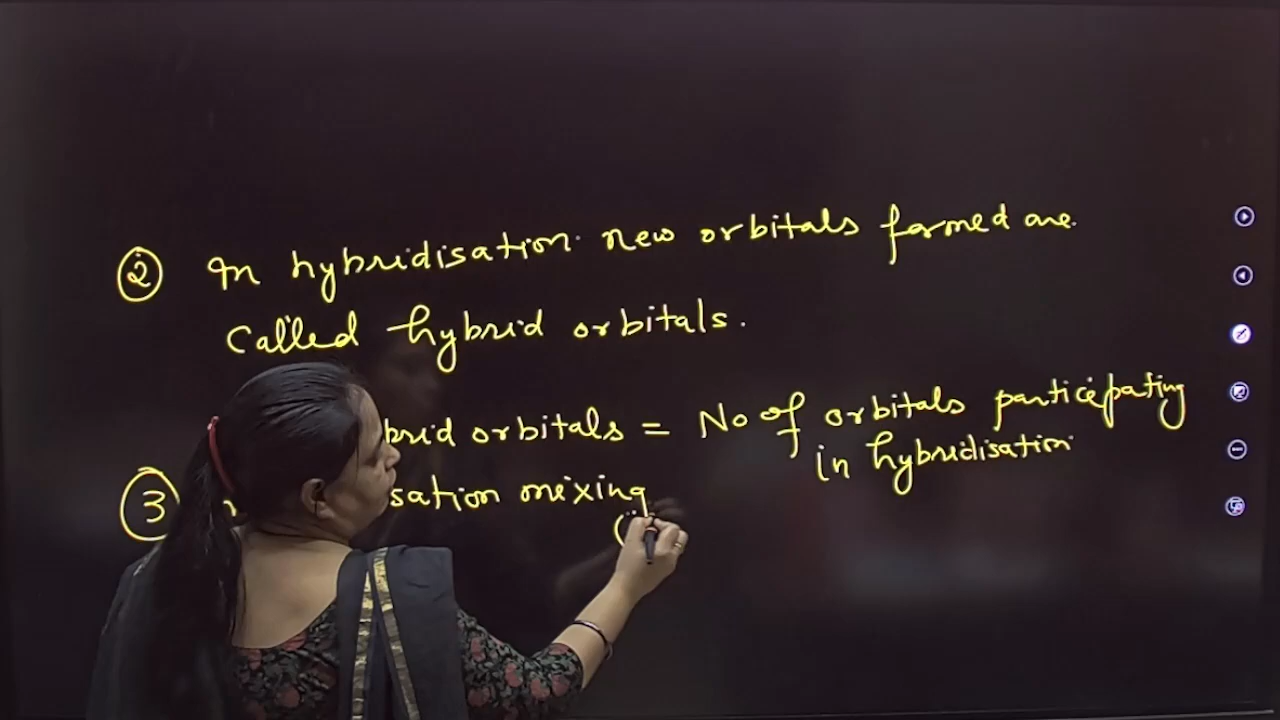 ② In hybridisation new orbitals formed are
Called hybrid orbitals.
brid orbitals = No of orbitals participating
in hybridisation
③ sation mixing